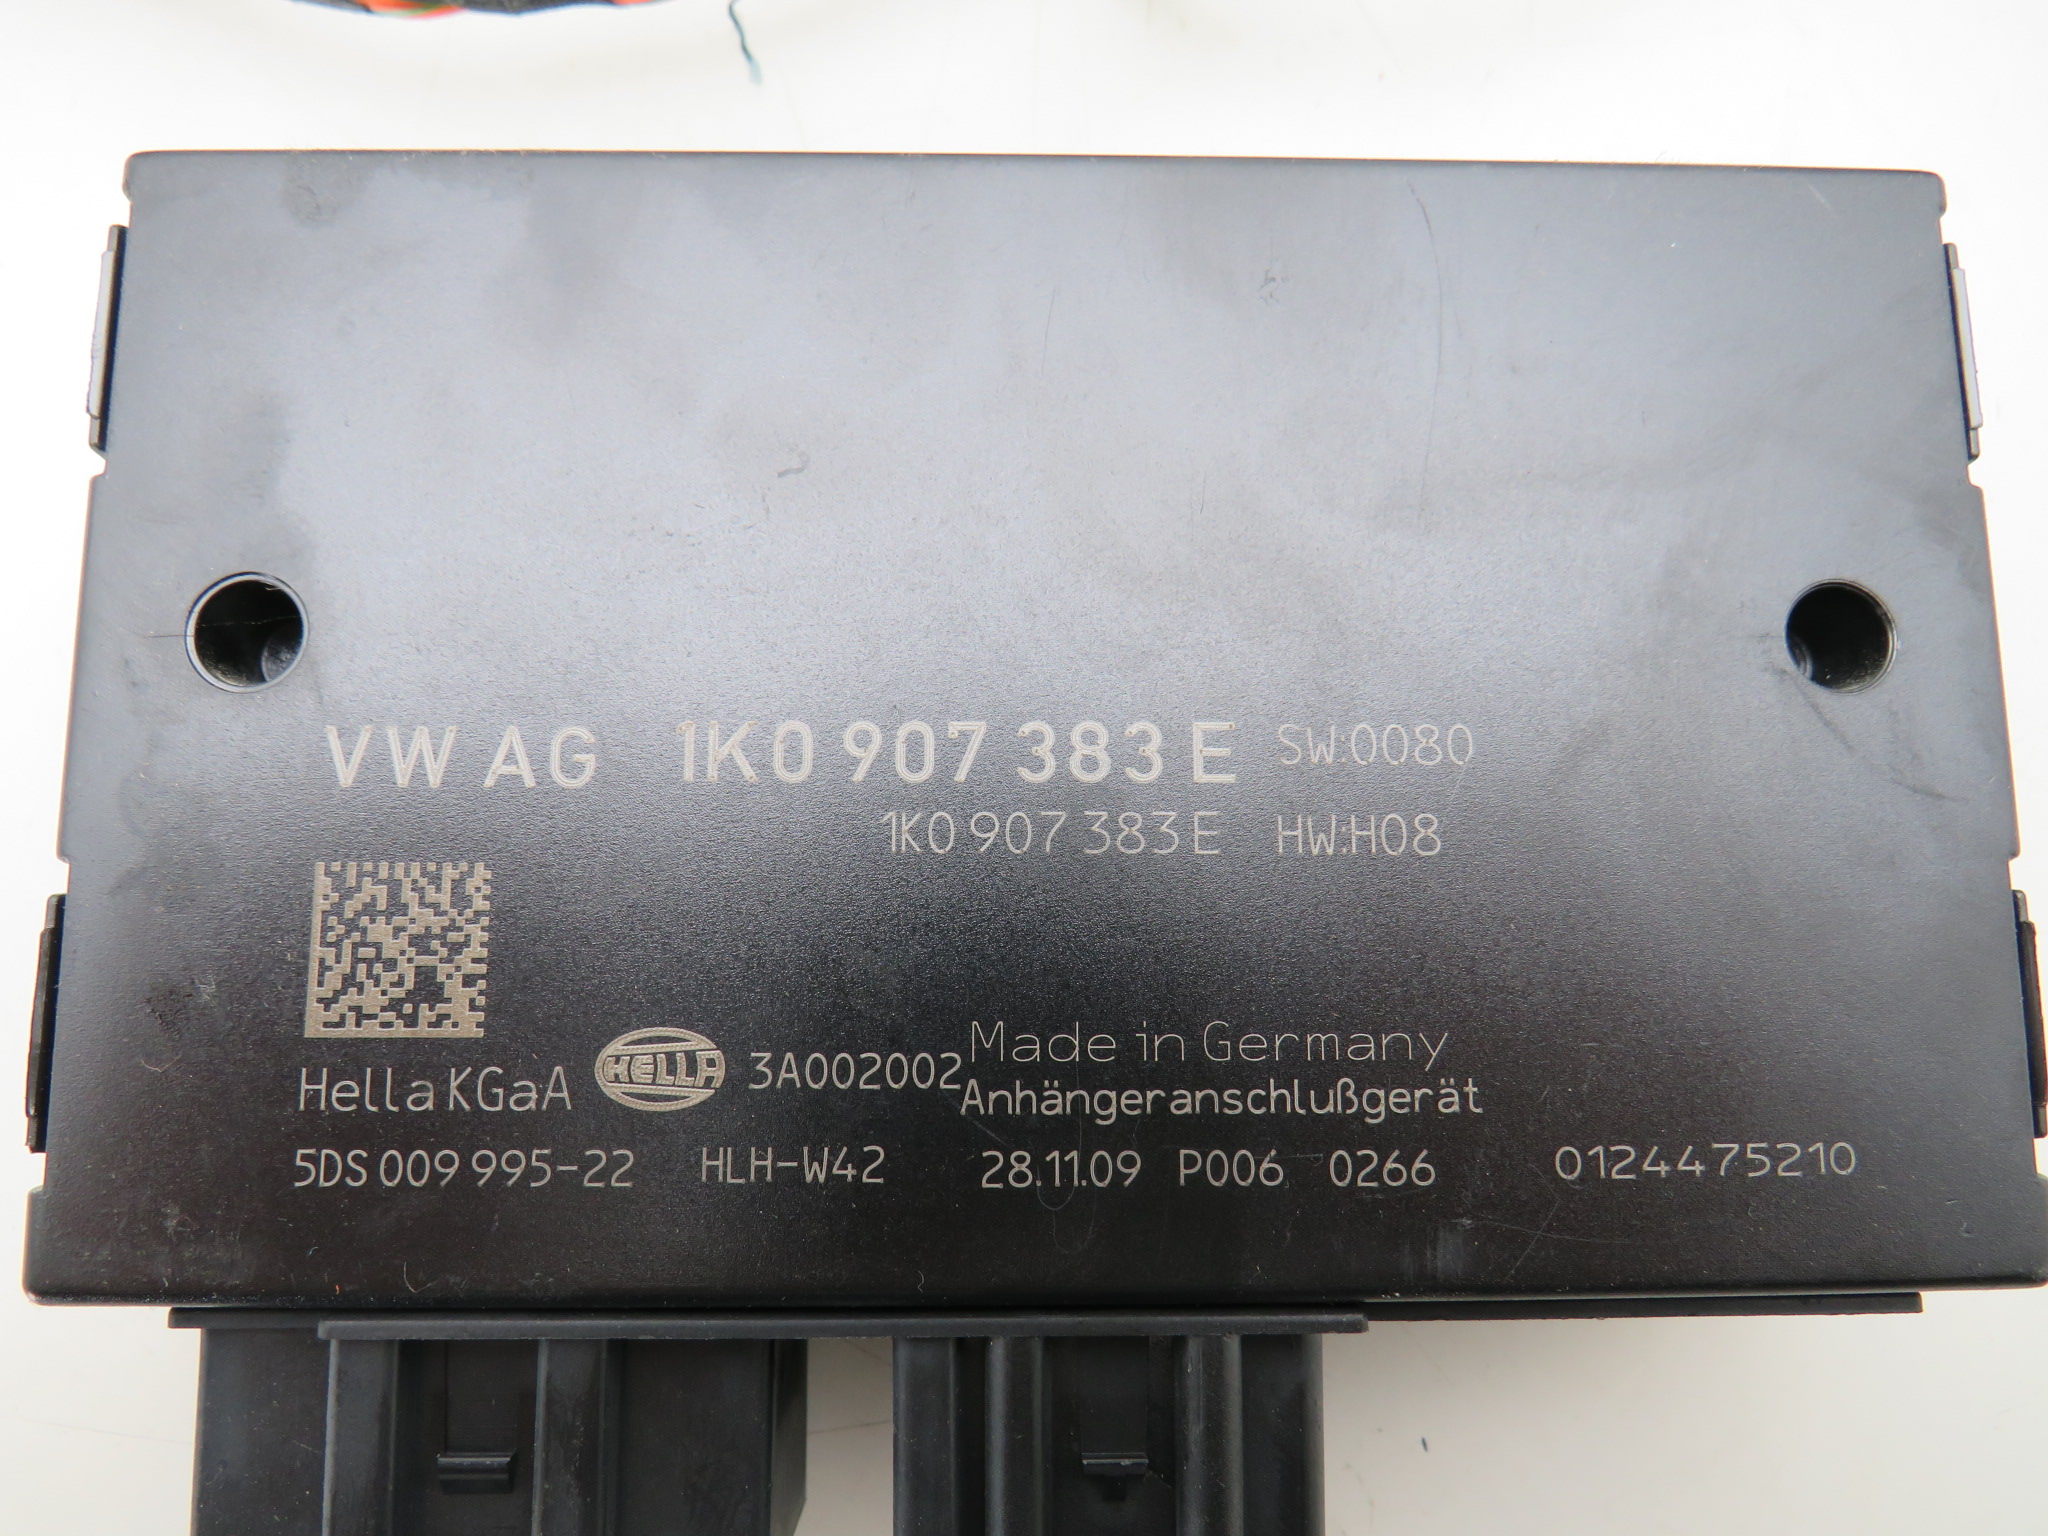 VW AG 1K0 907 383 E SW:0080
1K0 907 383 E HW:H08
Hella KGaA HELLA 3A002002 Made in Germany
Anhängeranschlußgerät
5DS 009 995-22 HLH-W42 28.11.09 P006 0266 0124475210